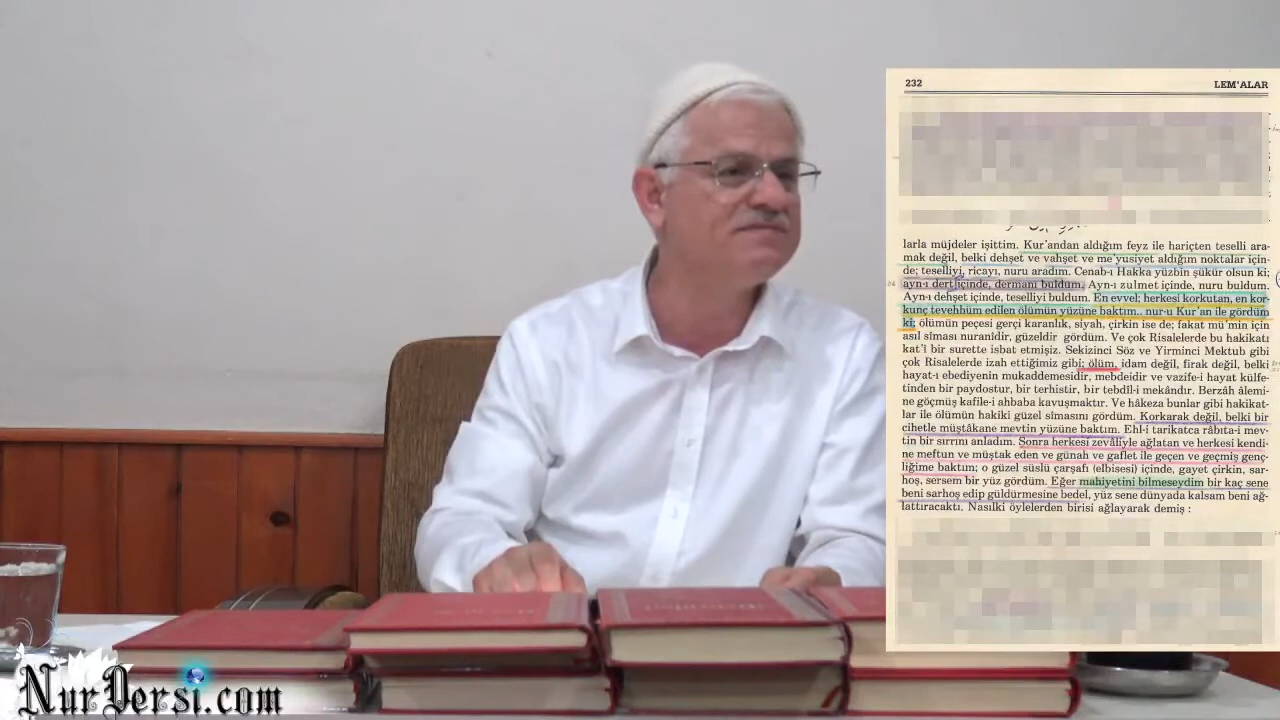 232 LEM'ALAR
larla müjdeler işittim. Kur'andan aldığım feyz ile hariçten teselli ara-
mak değil, belki dehşet ve vahşet ve me'yusiyet aldığım noktalar için-
de; teselliyi, ricayı, nuru aradım. Cenab-ı Hakka yüzbin şükür olsun ki;
ayn-ı dert içinde, dermanı buldum. Ayn-ı zulmet içinde, nuru buldum.
Ayn-ı dehşet içinde, teselliyi buldum. En evvel; herkesi korkutan, en kor-
kunç tevehhüm edilen ölümün yüzüne baktım.. nur-u Kur'an ile gördüm
ki; ölümün peçesi gerçi karanlık, siyah, çirkin ise de; fakat mü'min için
asıl sîması nuranidir, güzeldir gördüm. Ve çok Risalelerde bu hakikatı
kat'î bir surette isbat etmişiz. Sekizinci Söz ve Yirminci Mektub gibi
çok Risalelerde izah ettiğimiz gibi; ölüm, idam değil, firak değil, belki
hayat-ı ebediyenin mukaddemesidir, mebdeidir ve vazife-i hayat külfe-
tinden bir paydostur, bir terhistir, bir tebdîl-i mekândır. Berzâh âlemi-
ne göçmüş kafile-i ahbaba kavuşmaktır. Ve hâkeza bunlar gibi hakikat-
lar ile ölümün hakiki güzel sîmasını gördüm. Korkarak değil, belki bir
cihetle müştâkane mevtin yüzüne baktım. Ehl-i tarikatca râbıta-i mev-
tin bir sırrını anladım. Sonra herkesi zevâliyle ağlatan ve herkesi kendi-
ne meftun ve müştak eden ve günah ve gaflet ile geçen ve geçmiş genç-
liğime baktım; o güzel süslü çarşafı (elbisesi) içinde, gayet çirkin, sar-
hoş, sersem bir yüz gördüm. Eğer mahiyetini bilmeseydim bir kaç sene
beni sarhoş edip güldürmesine bedel, yüz sene dünyada kalsam beni ağ-
lattıracaktı. Nasılki öylelerden birisi ağlayarak demiş :
NurDersi.com